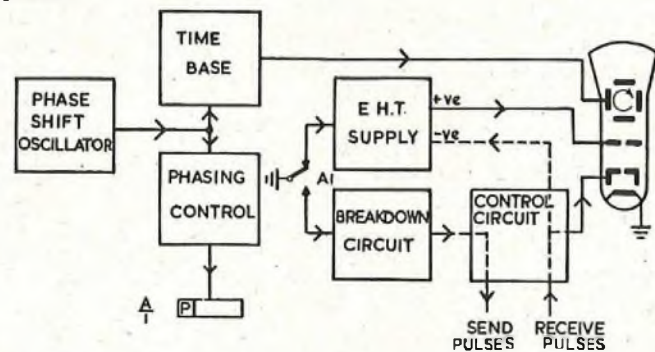 TIME
BASE
PHASE
SHIFT
OSCILLATOR
PHASING
CONTROL
E H.T.
SUPPLY
+ve
-ve
A1
BREAKDOWN
CIRCUIT
CONTROL
CIRCUIT
A
1
P
SEND
PULSES
RECEIVE
PULSES